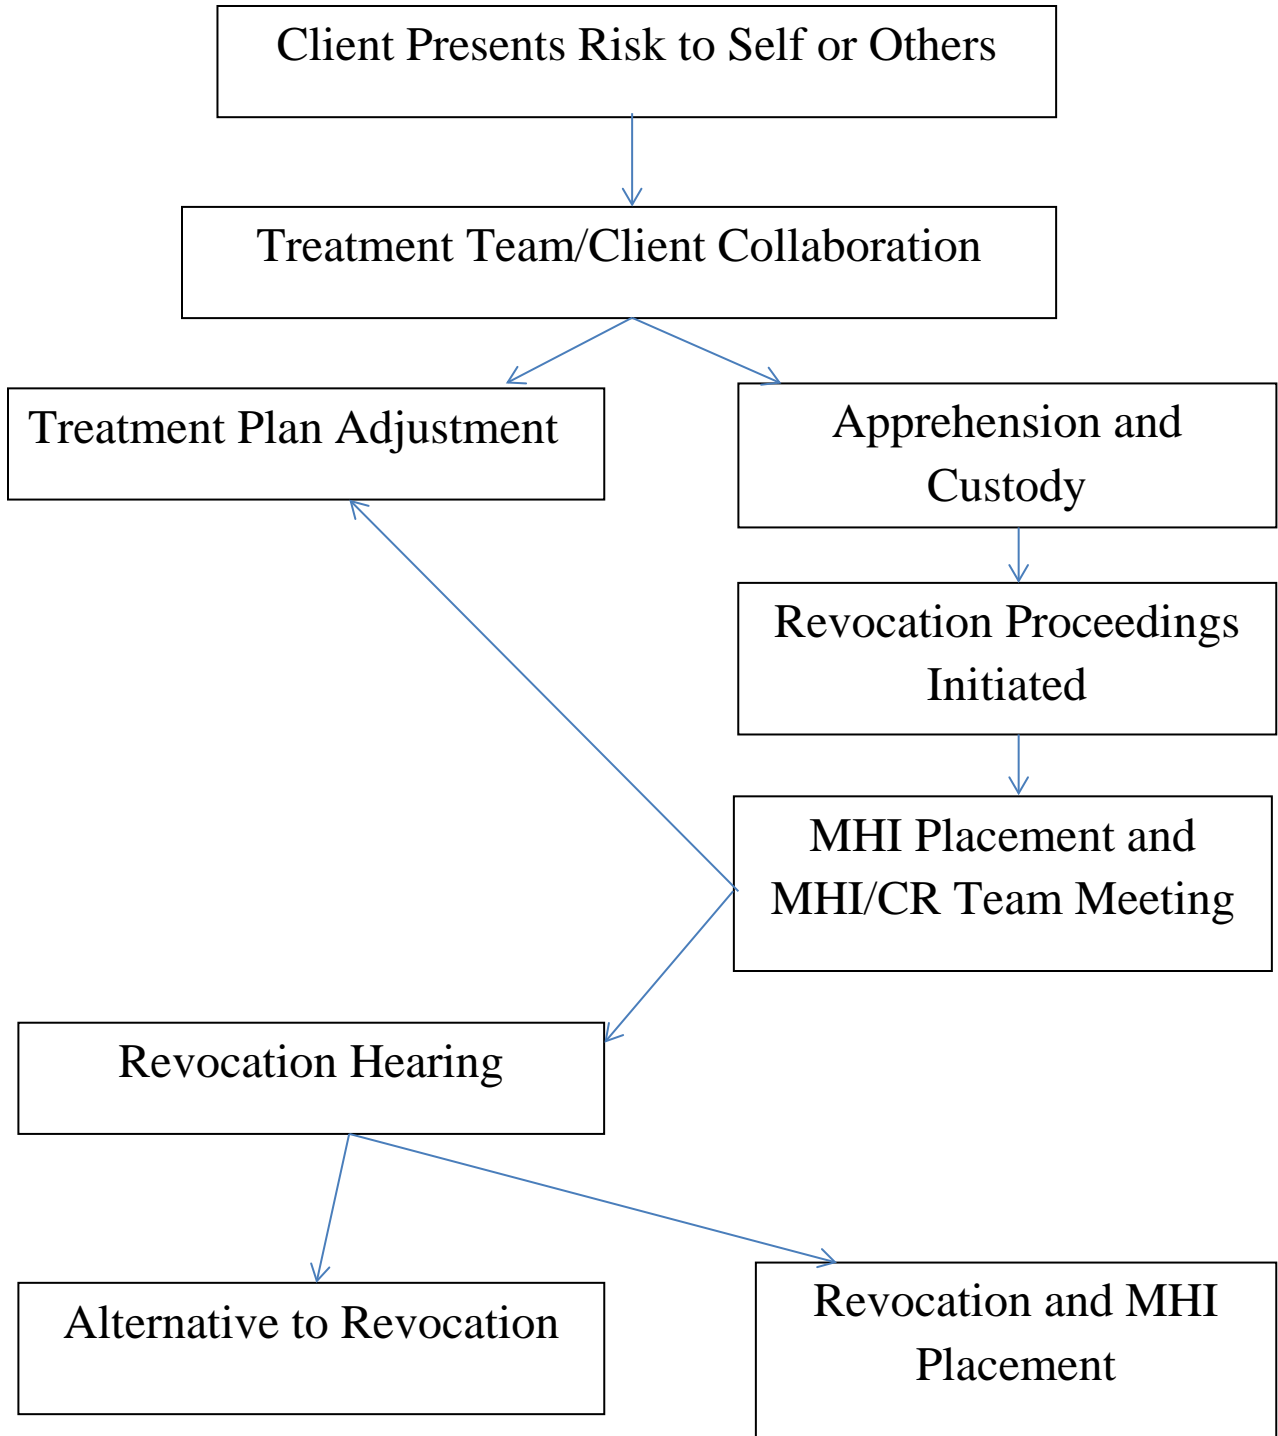 Client Presents Risk to Self or Others
Treatment Team/Client Collaboration
Treatment Plan Adjustment
Apprehension and
Custody
Revocation Proceedings
Initiated
MHI Placement and
MHI/CR Team Meeting
Revocation Hearing
Alternative to Revocation
Revocation and MHI
Placement